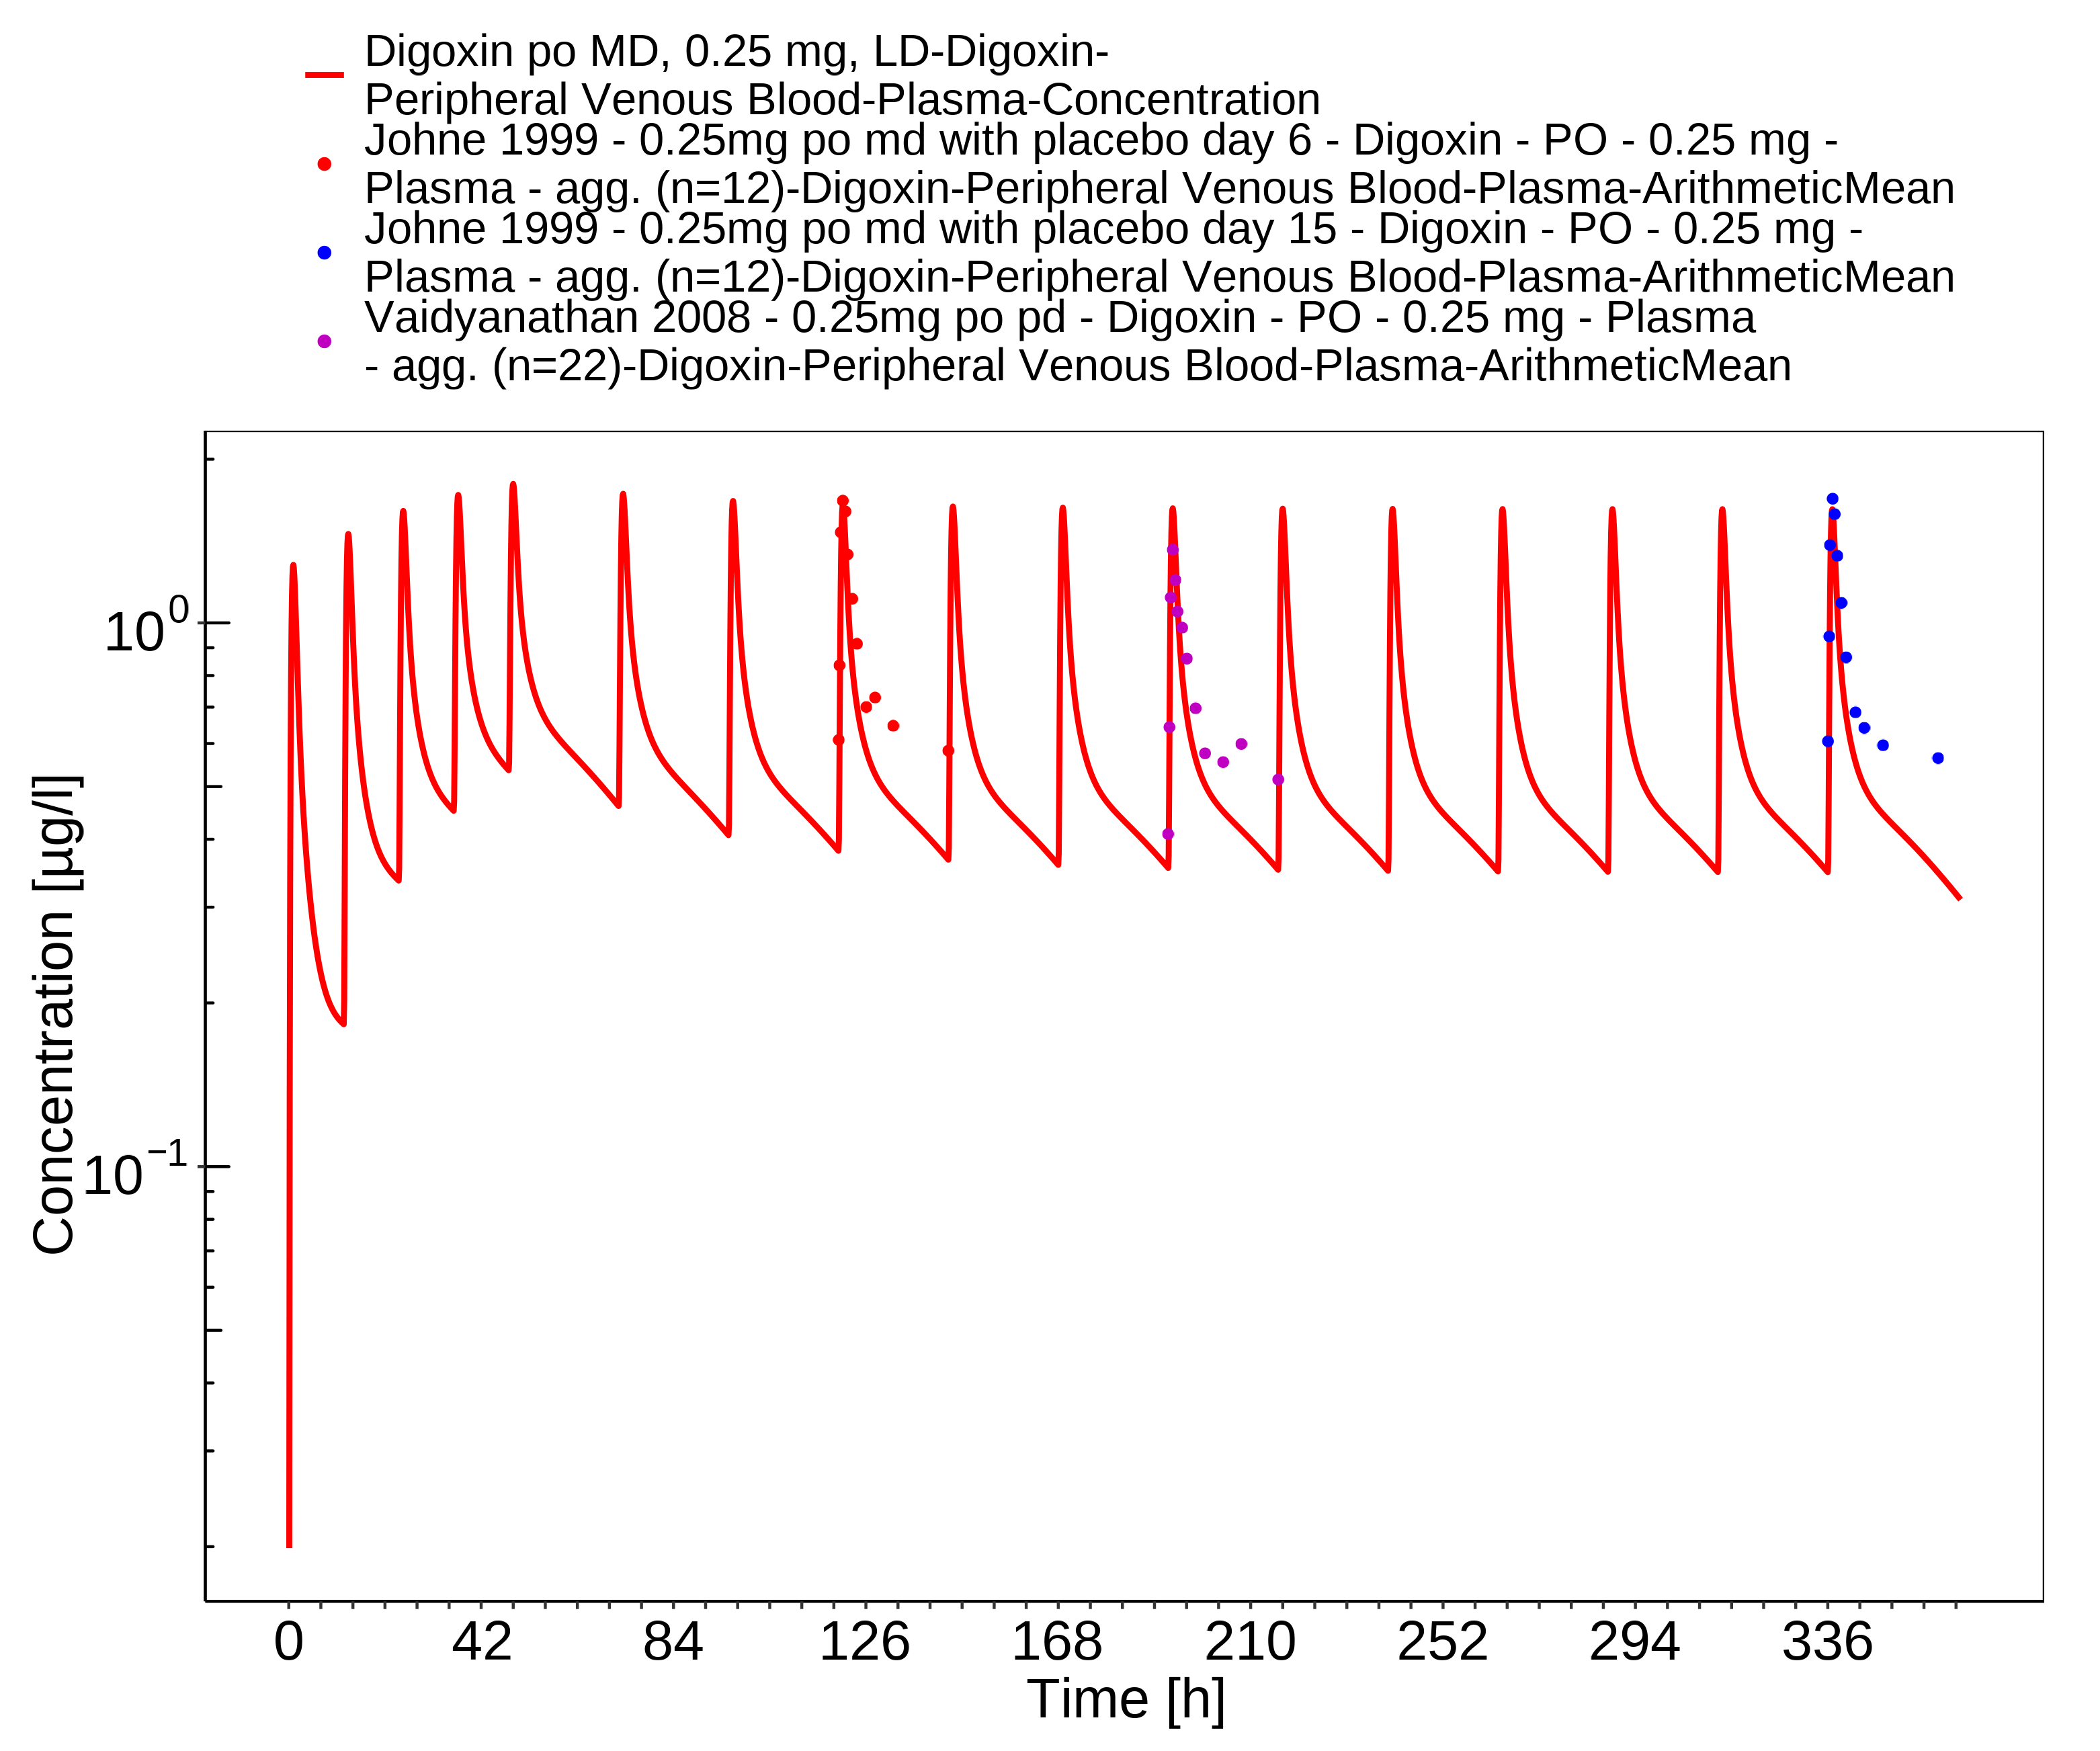 Digoxin po MD, 0.25 mg, LD-Digoxin-
Peripheral Venous Blood-Plasma-Concentration
Johne 1999 - 0.25mg po md with placebo day 6 - Digoxin - PO - 0.25 mg -
Plasma - agg. (n=12)-Digoxin-Peripheral Venous Blood-Plasma-ArithmeticMean
Johne 1999 - 0.25mg po md with placebo day 15 - Digoxin - PO - 0.25 mg -
Plasma - agg. (n=12)-Digoxin-Peripheral Venous Blood-Plasma-ArithmeticMean
Vaidyanathan 2008 - 0.25mg po pd - Digoxin - PO - 0.25 mg - Plasma
- agg. (n=22)-Digoxin-Peripheral Venous Blood-Plasma-ArithmeticMean
Concentration [µg/l]
10⁰
10⁻¹
0 42 84 126 168 210 252 294 336
Time [h]